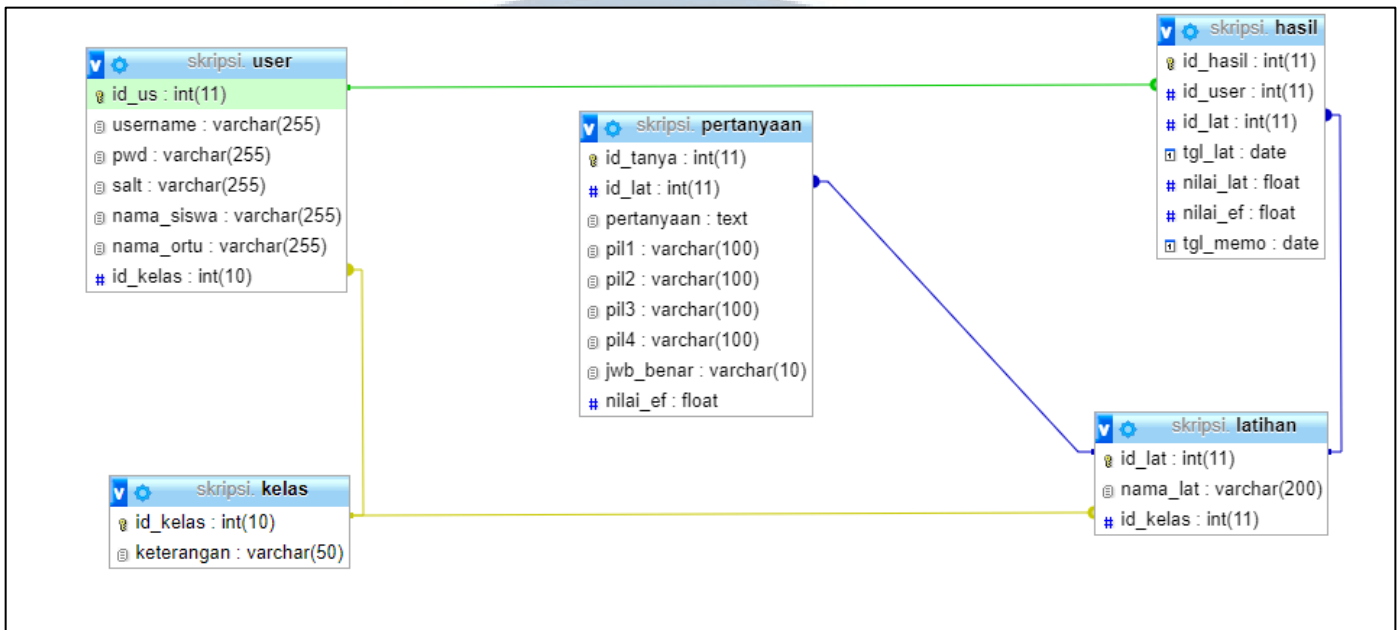 skripsi. user
id_us : int(11)
username : varchar(255)
pwd : varchar(255)
salt : varchar(255)
nama_siswa : varchar(255)
nama_ortu : varchar(255)
id_kelas : int(10)
skripsi. pertanyaan
id_tanya : int(11)
id_lat : int(11)
pertanyaan : text
pil1 : varchar(100)
pil2 : varchar(100)
pil3 : varchar(100)
pil4 : varchar(100)
jwb_benar : varchar(10)
nilai_ef : float
skripsi. hasil
id_hasil : int(11)
id_user : int(11)
id_lat : int(11)
tgl_lat : date
nilai_lat : float
nilai_ef : float
tgl_memo : date
skripsi. kelas
id_kelas : int(10)
keterangan : varchar(50)
skripsi. latihan
id_lat : int(11)
nama_lat : varchar(200)
id_kelas : int(11)